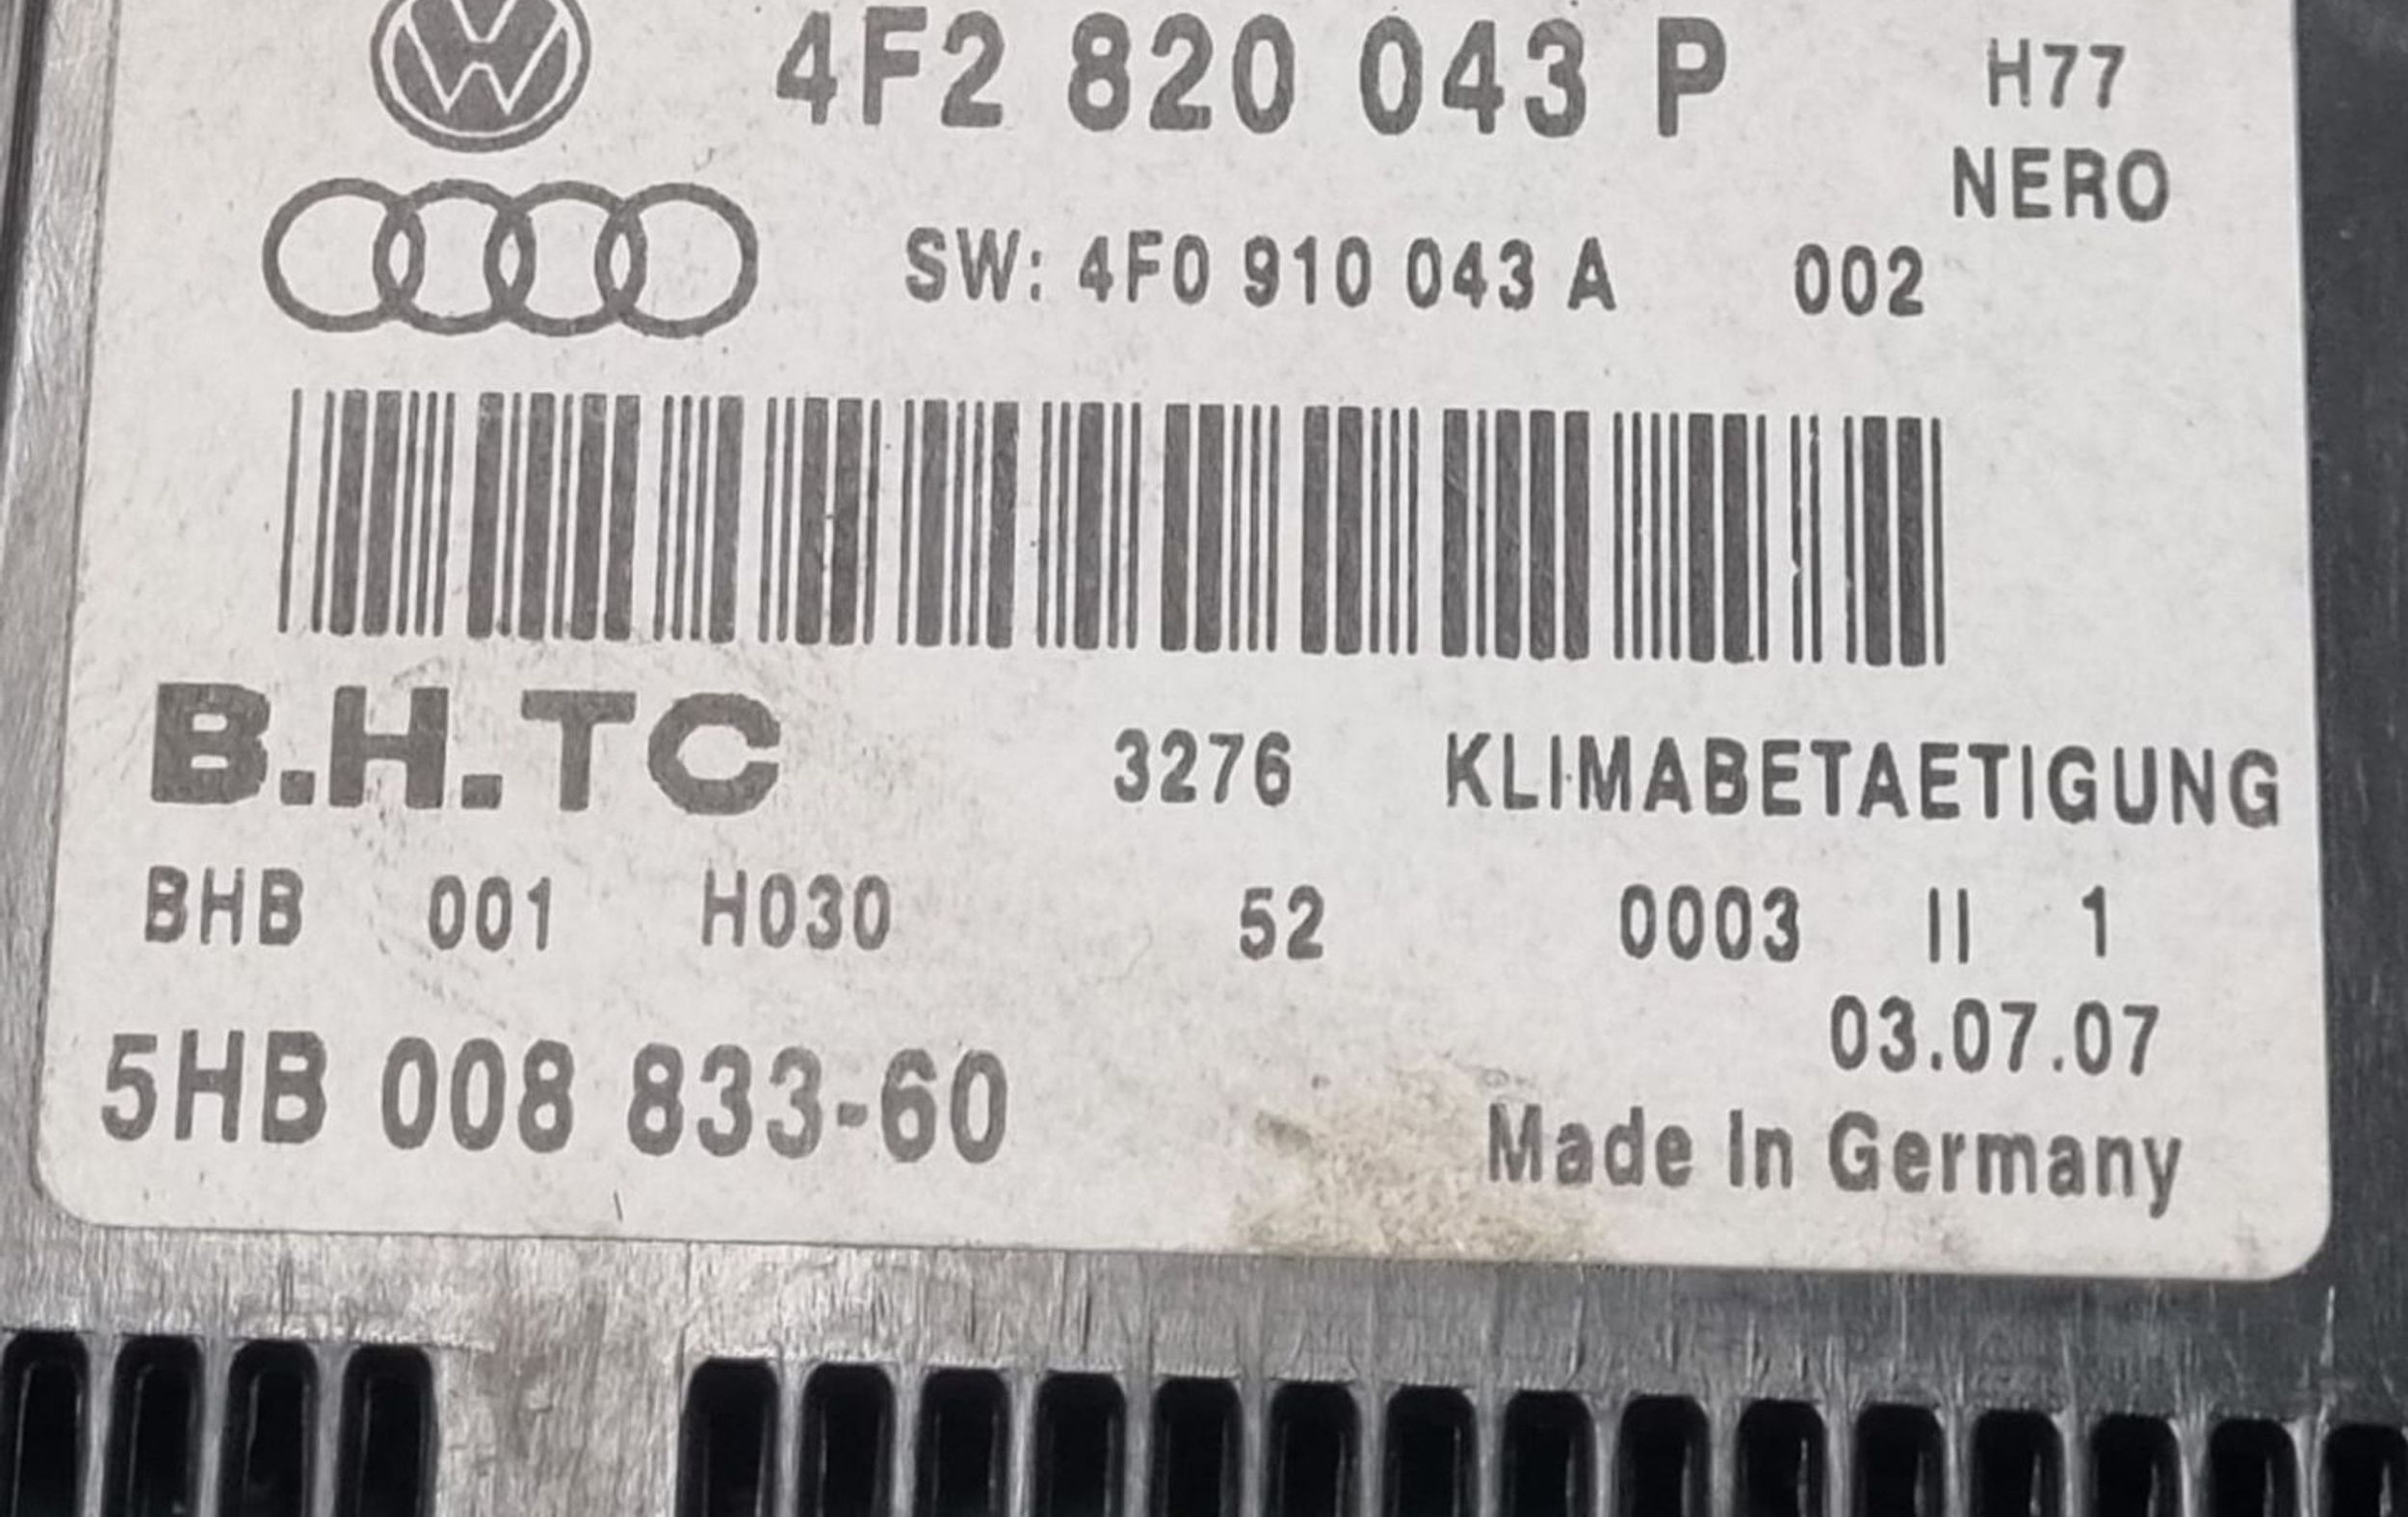 4F2 820 043 P H77
NERO
SW: 4F0 910 043 A 002
B.H.TC 3276 KLIMABETAETIGUNG
BHB 001 H030 52 0003 II 1
03.07.07
5HB 008 833-60
Made In Germany